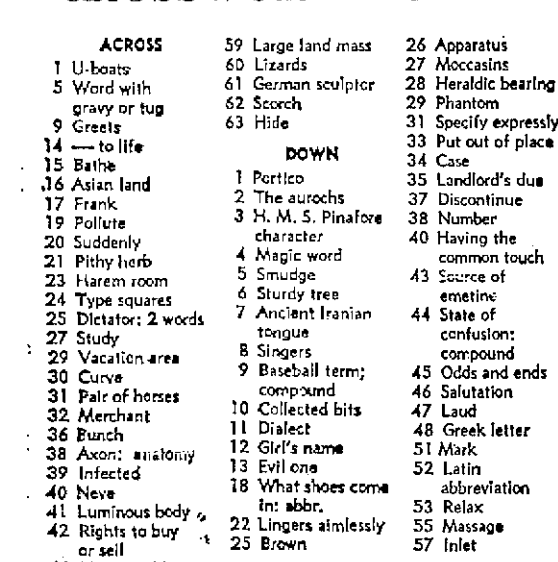 ACROSS
1 U-boats
5 Word with
gravy or tug
9 Greets
14 — to life
15 Bathe
16 Asian land
17 Frank
19 Pollute
20 Suddenly
21 Pithy herb
23 Harem room
24 Type squares
25 Dictator: 2 words
27 Study
29 Vacation area
30 Curve
31 Pair of horses
32 Merchant
36 Bunch
38 Axon: anatomy
39 Infected
40 Neve
41 Luminous body
42 Rights to buy
or sell
59 Large land mass
60 Lizards
61 German sculptor
62 Scorch
63 Hide
DOWN
1 Portico
2 The aurochs
3 H. M. S. Pinafore
character
4 Magic word
5 Smudge
6 Sturdy tree
7 Ancient Iranian
tongue
8 Singers
9 Baseball term;
compound
10 Collected bits
11 Dialect
12 Girl's name
13 Evil one
18 What shoes come
in: abbr.
22 Lingers aimlessly
25 Brown
26 Apparatus
27 Moccasins
28 Heraldic bearing
29 Phantom
31 Specify expressly
33 Put out of place
34 Case
35 Landlord's due
37 Discontinue
38 Number
40 Having the
common touch
43 Source of
emetine
44 State of
confusion:
compound
45 Odds and ends
46 Salutation
47 Laud
48 Greek letter
51 Mark
52 Latin
abbreviation
53 Relax
55 Massage
57 Inlet